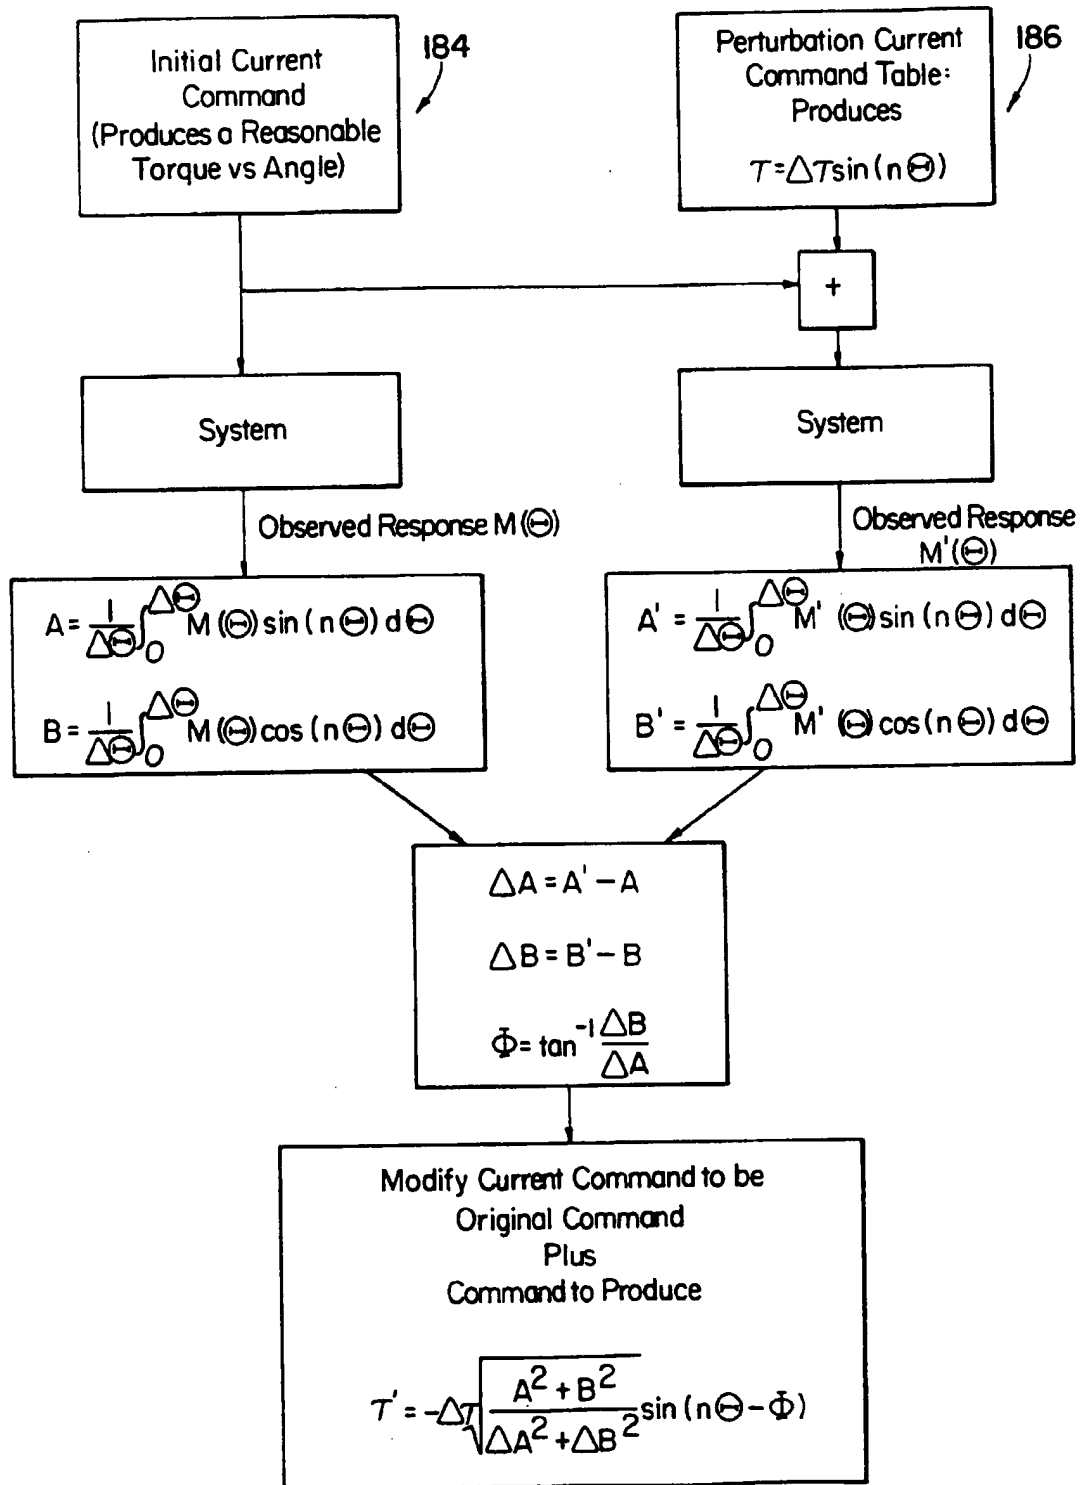 Initial Current
Command
(Produces a Reasonable
Torque vs Angle)
184
Perturbation Current
Command Table:
Produces
τ=ΔTsin(nΘ)
186
+
System
System
Observed Response M(Θ)
Observed Response
M'(Θ)
A = 1/ΔΘ ∫₀^ΔΘ M(Θ)sin(nΘ)dΘ
B = 1/ΔΘ ∫₀^ΔΘ M(Θ)cos(nΘ)dΘ
A' = 1/ΔΘ ∫₀^ΔΘ M'(Θ)sin(nΘ)dΘ
B' = 1/ΔΘ ∫₀^ΔΘ M'(Θ)cos(nΘ)dΘ
ΔA = A' − A
ΔB = B' − B
Φ = tan⁻¹ ΔB/ΔA
Modify Current Command to be
Original Command
Plus
Command to Produce
τ' = -Δτ √((A² + B²)/(ΔA² + ΔB²)) sin(nΘ-Φ)